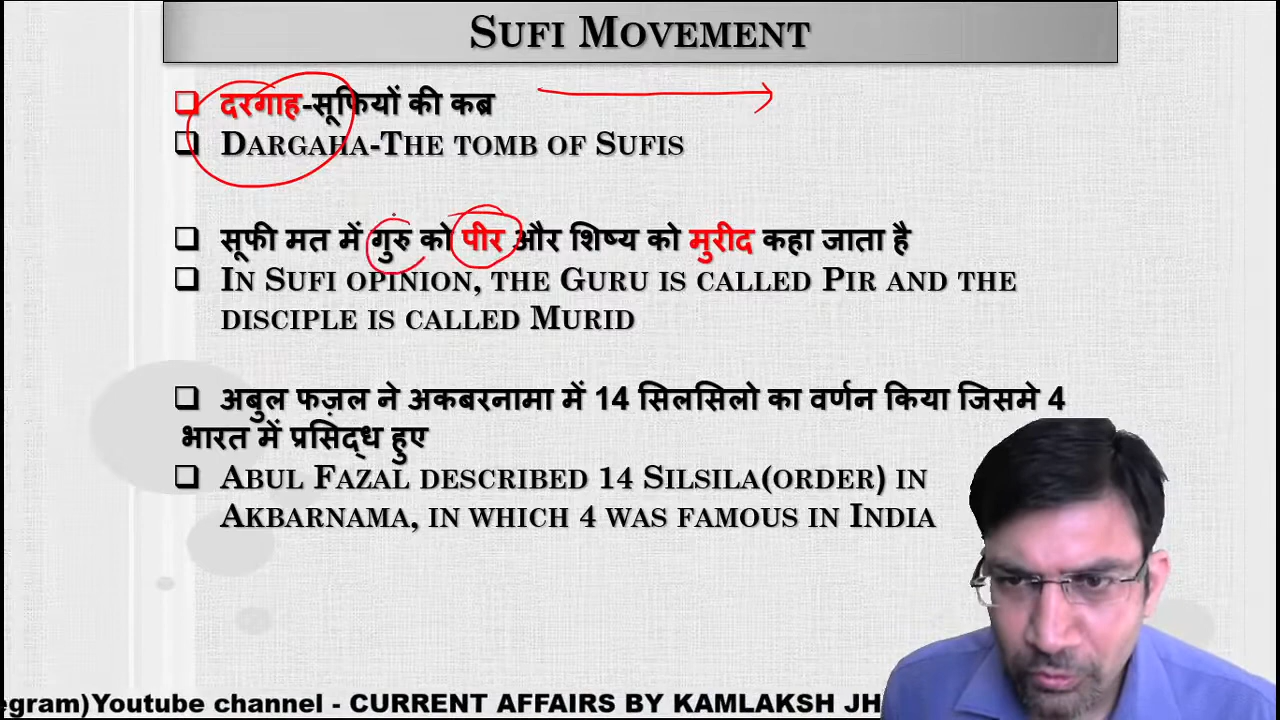 SUFI MOVEMENT
दरगाह-सूफियों की कब्र
DARGAHA-THE TOMB OF SUFIS
सूफी मत में गुरु को पीर और शिष्य को मुरीद कहा जाता है
IN SUFI OPINION, THE GURU IS CALLED PIR AND THE
DISCIPLE IS CALLED MURID
अबुल फज़ल ने अकबरनामा में 14 सिलसिलो का वर्णन किया जिसमे 4
भारत में प्रसिद्ध हुए
ABUL FAZAL DESCRIBED 14 SILSILA(ORDER) IN
AKBARNAMA, IN WHICH 4 WAS FAMOUS IN INDIA
egram)Youtube channel - CURRENT AFFAIRS BY KAMLAKSH JH